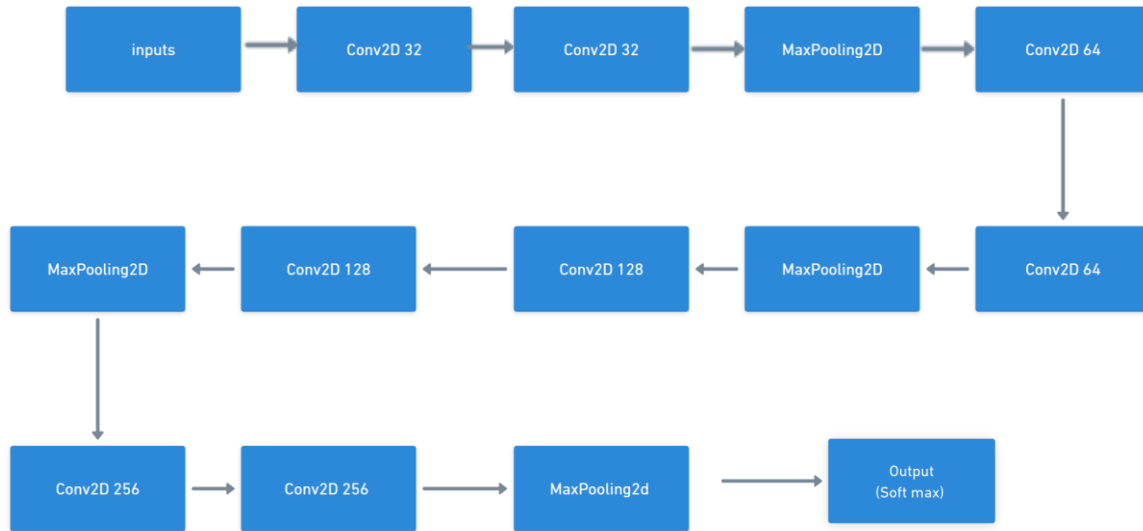 inputs
Conv2D 32
Conv2D 32
MaxPooling2D
Conv2D 64
Conv2D 64
MaxPooling2D
Conv2D 128
Conv2D 128
MaxPooling2D
Conv2D 256
Conv2D 256
MaxPooling2d
Output
(Soft max)